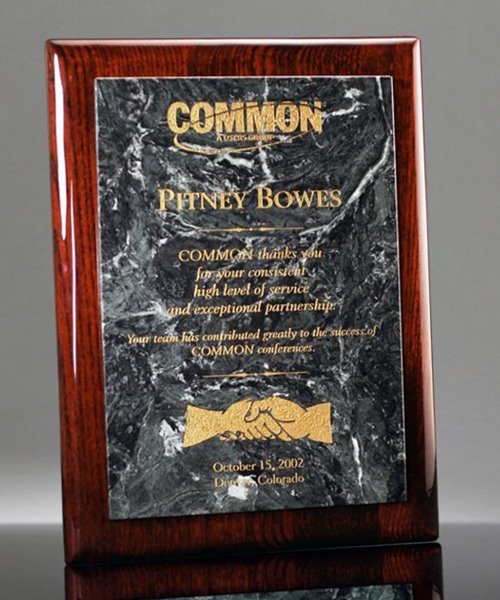 COMMON
A USERS GROUP
PITNEY BOWES
COMMON thanks you
for your consistent
high level of service
and exceptional partnership.
Your team has contributed greatly to the success of
COMMON conferences.
October 15, 2002
Denver, Colorado